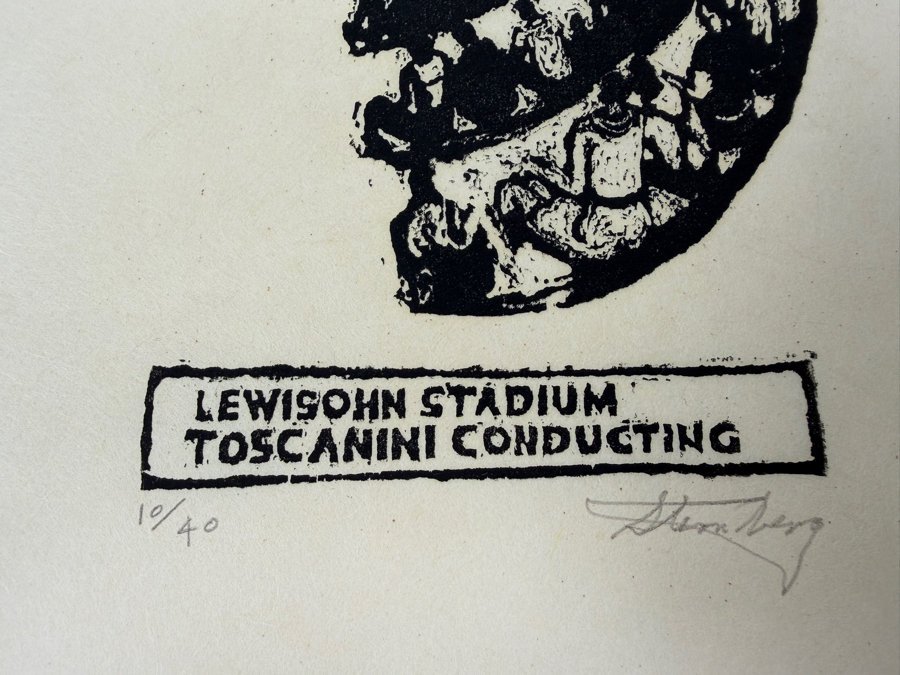 LEWISOHN STADIUM
TOSCANINI CONDUCTING
10/40 Sternberg